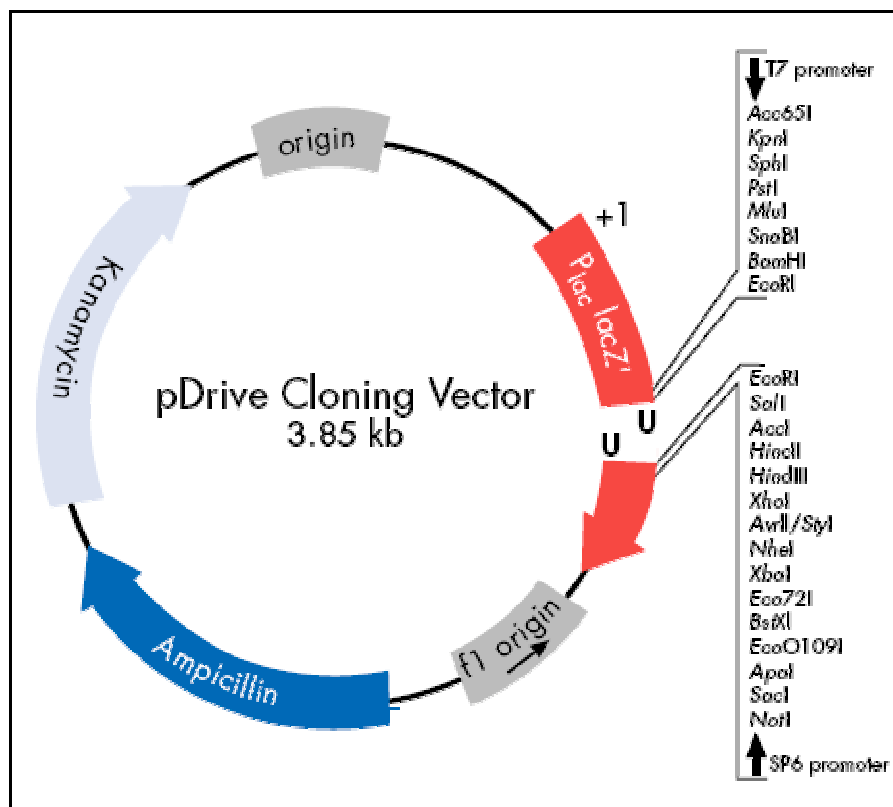 origin
Kanamycin
+1
Plac lacZ'
pDrive Cloning Vector
3.85 kb
U
U
f1 origin
Ampicillin
T7 promoter
Acc65I
KpnI
SphI
PstI
MluI
SnaBI
BamHI
EcoRI
EcoRI
SalI
AccI
HincII
HindIII
XhoI
AvrII/StyI
NheI
XbaI
Eco72I
BstXI
EcoO109I
ApaI
SacI
NotI
SP6 promoter